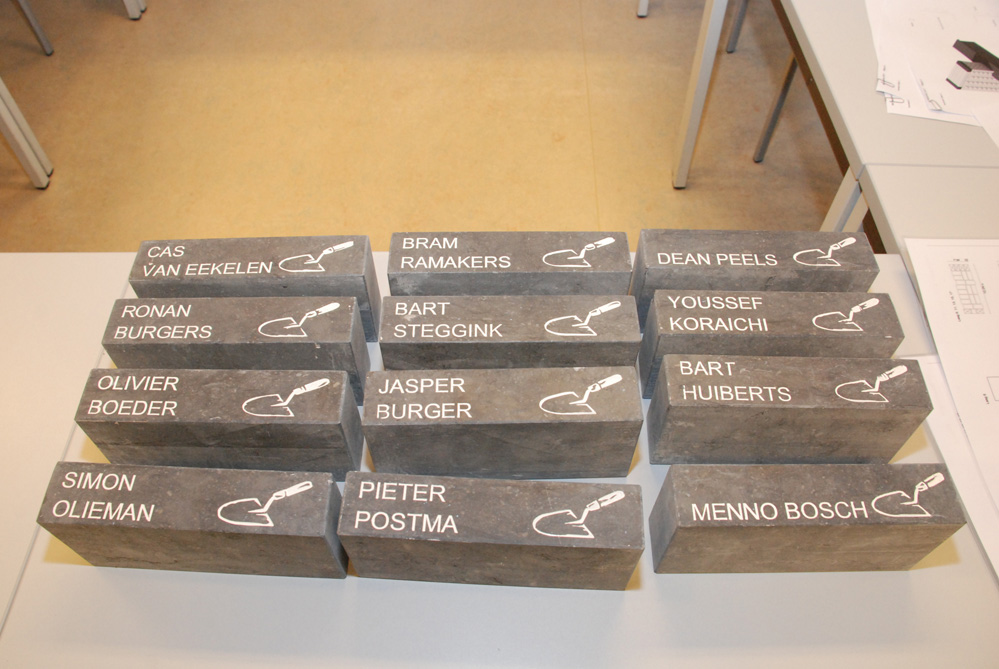 CAS
VAN EEKELEN
BRAM
RAMAKERS
DEAN PEELS
RONAN
BURGERS
BART
STEGGINK
YOUSSEF
KORAICHI
OLIVIER
BOEDER
JASPER
BURGER
BART
HUIBERTS
SIMON
OLIEMAN
PIETER
POSTMA
MENNO BOSCH